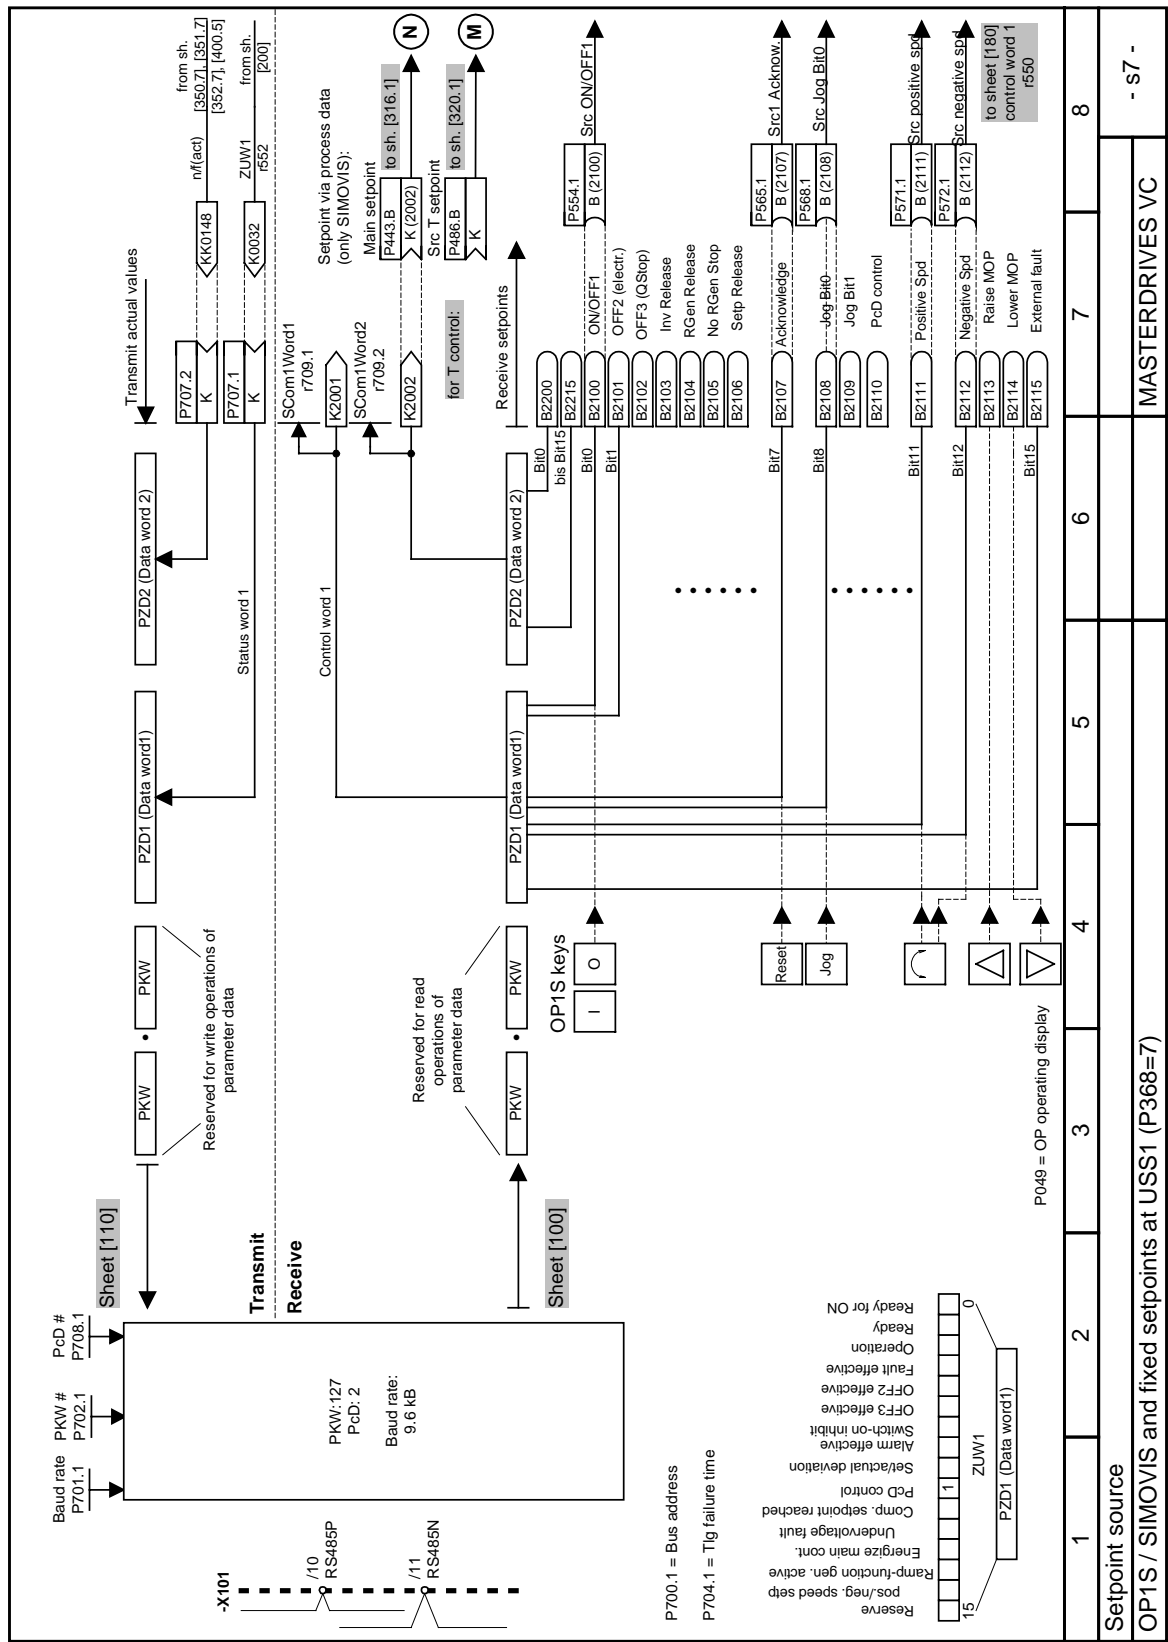 -X101
/10
RS485P
/11
RS485N
Baud rate
P701.1
PKW #
P702.1
PcD #
P708.1
PKW:127
PcD: 2
Baud rate:
9.6 kB
Sheet [110]
Transmit
Receive
Sheet [100]
PKW
PKW
Reserved for write operations of
parameter data
PZD1 (Data word1)
PZD2 (Data word 2)
Status word 1
Transmit actual values
P707.2
K
P707.1
K
KK0148
K0032
n/f(act)
from sh.
[350.7], [351.7]
[352.7], [400.5]
ZUW1
r552
from sh.
[200]
Control word 1
SCom1Word1
r709.1
K2001
SCom1Word2
r709.2
K2002
Setpoint via process data
(only SIMOVIS):
Main setpoint
P443.B
K (2002)
to sh. [316.1]
N
for T control:
Src T setpoint
P486.B
K
to sh. [320.1]
M
Reserved for read
operations of
parameter data
PKW
PKW
PZD1 (Data word1)
PZD2 (Data word 2)
Receive setpoints
Bit0
B2200
bis Bit15
B2215
OP1S keys
I
O
Bit0
B2100
ON/OFF1
P554.1
B (2100)
Src ON/OFF1
Bit1
B2101
OFF2 (electr.)
B2102
OFF3 (QStop)
B2103
Inv Release
B2104
RGen Release
B2105
No RGen Stop
B2106
Setp Release
Reset
Bit7
B2107
Acknowledge
P565.1
B (2107)
Src1 Acknow.
Jog
Bit8
B2108
Jog Bit0
P568.1
B (2108)
Src Jog Bit0
B2109
Jog Bit1
B2110
PcD control
Bit11
B2111
Positive Spd
P571.1
B (2111)
Src positive spd
Bit12
B2112
Negative Spd
P572.1
B (2112)
Src negative spd
B2113
Raise MOP
B2114
Lower MOP
Bit15
B2115
External fault
to sheet [180]
control word 1
r550
P700.1 = Bus address
P704.1 = Tlg failure time
P049 = OP operating display
Reserve
pos./neg. speed setp
Ramp-function gen. active
Energize main cont.
Undervoltage fault
Comp. setpoint reached
PcD control
Set/actual deviation
Alarm effective
Switch-on inhibit
OFF3 effective
OFF2 effective
Fault effective
Operation
Ready
Ready for ON
1
15
ZUW1
0
PZD1 (Data word1)
1 2 3 4 5 6 7 8
Setpoint source
OP1S / SIMOVIS and fixed setpoints at USS1 (P368=7)
MASTERDRIVES VC
- s7 -